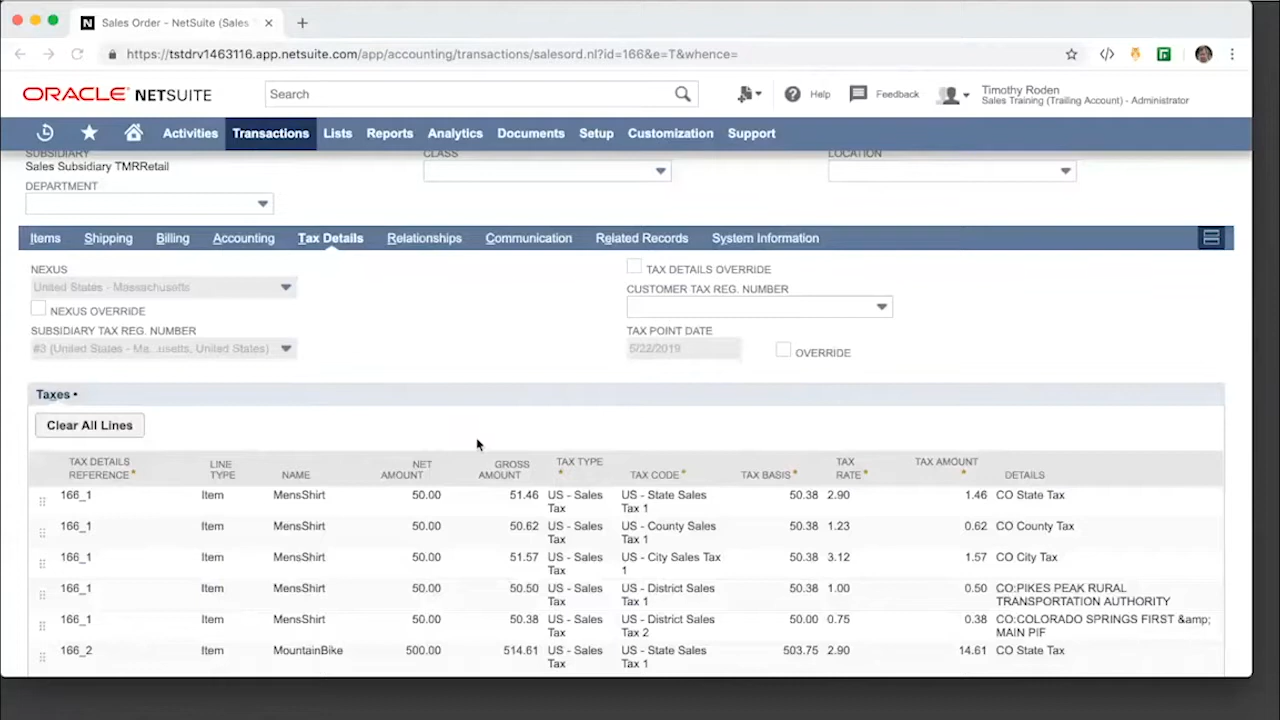 Sales Order - NetSuite (Sales
https://tstdrv1463116.app.netsuite.com/app/accounting/transactions/salesord.nl?id=166&e=T&whence=
ORACLE NETSUITE
Search
Help
Feedback
Timothy Roden
Sales Training (Trailing Account) - Administrator
Activities Transactions Lists Reports Analytics Documents Setup Customization Support
SUBSIDIARY CLASS LOCATION
Sales Subsidiary TMRRetail
DEPARTMENT
Items Shipping Billing Accounting Tax Details Relationships Communication Related Records System Information
NEXUS
United States - Massachusetts
NEXUS OVERRIDE
SUBSIDIARY TAX REG. NUMBER
#3 (United States - Ma...usetts, United States)
TAX DETAILS OVERRIDE
CUSTOMER TAX REG. NUMBER
TAX POINT DATE
5/22/2019
OVERRIDE
Taxes •
Clear All Lines
TAX DETAILS REFERENCE* LINE TYPE NAME NET AMOUNT GROSS AMOUNT TAX TYPE* TAX CODE* TAX BASIS* TAX RATE* TAX AMOUNT* DETAILS
166_1 Item MensShirt 50.00 51.46 US - Sales Tax US - State Sales Tax 1 50.38 2.90 1.46 CO State Tax
166_1 Item MensShirt 50.00 50.62 US - Sales Tax US - County Sales Tax 1 50.38 1.23 0.62 CO County Tax
166_1 Item MensShirt 50.00 51.57 US - Sales Tax US - City Sales Tax 1 50.38 3.12 1.57 CO City Tax
166_1 Item MensShirt 50.00 50.50 US - Sales Tax US - District Sales Tax 1 50.38 1.00 0.50 CO:PIKES PEAK RURAL TRANSPORTATION AUTHORITY
166_1 Item MensShirt 50.00 50.38 US - Sales Tax US - District Sales Tax 2 50.00 0.75 0.38 CO:COLORADO SPRINGS FIRST &amp; MAIN PIF
166_2 Item MountainBike 500.00 514.61 US - Sales Tax US - State Sales Tax 1 503.75 2.90 14.61 CO State Tax